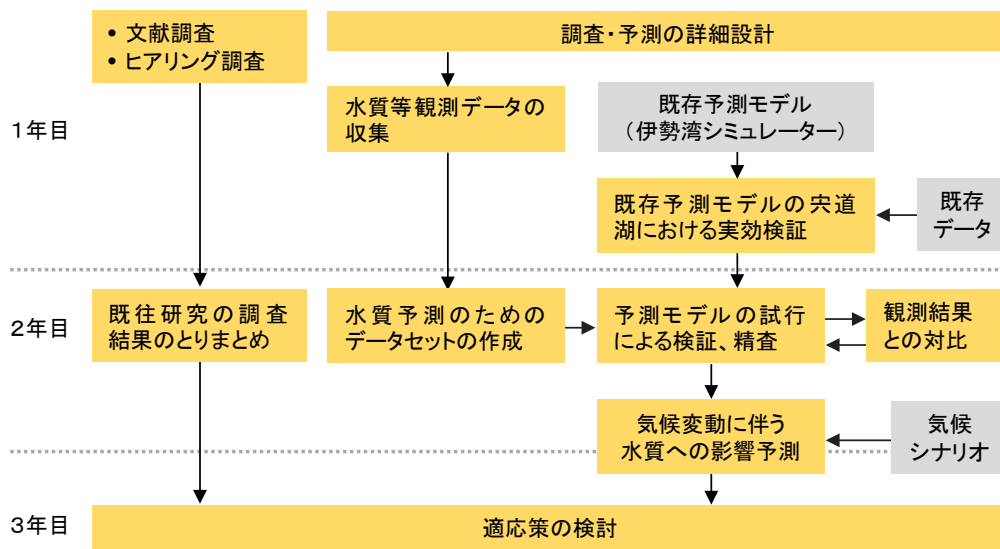 • 文献調査
• ヒアリング調査
調査・予測の詳細設計
1年目
水質等観測データの
収集
既存予測モデル
（伊勢湾シミュレーター）
既存予測モデルの宍道
湖における実効検証
既存
データ
2年目
既往研究の調査
結果のとりまとめ
水質予測のための
データセットの作成
予測モデルの試行
による検証、精査
観測結果
との対比
気候変動に伴う
水質への影響予測
気候
シナリオ
3年目
適応策の検討